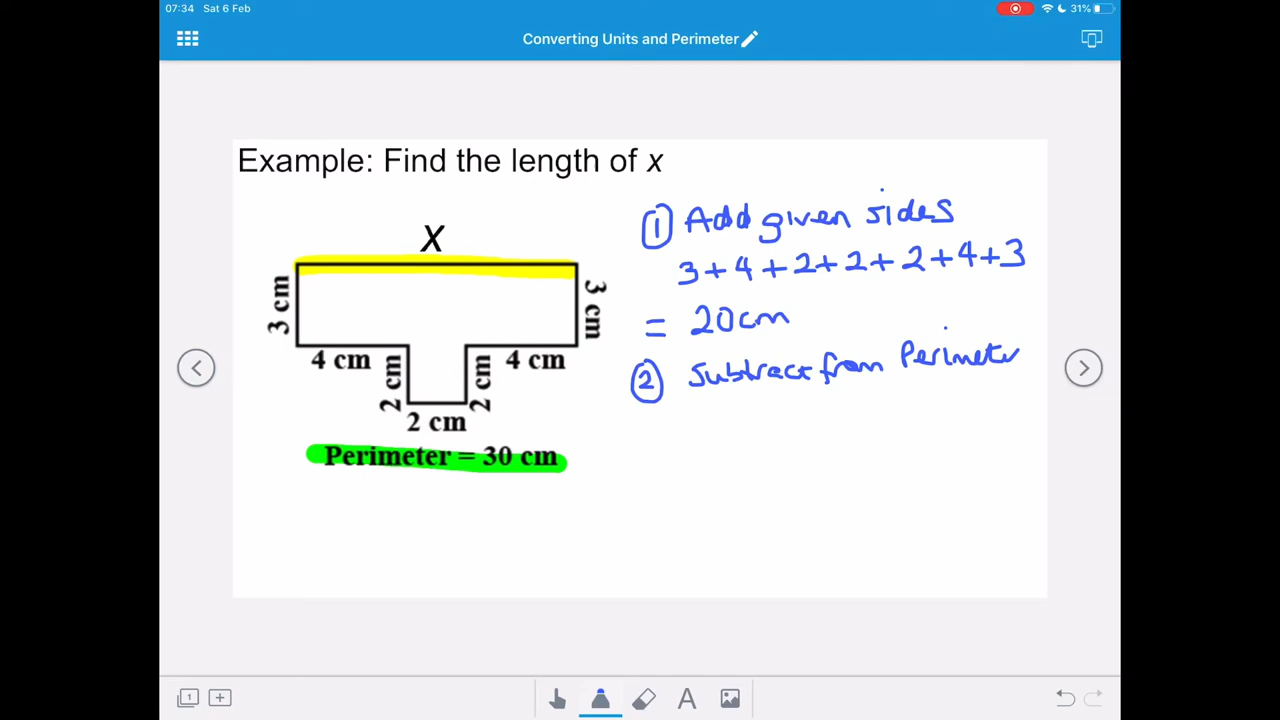 07:34 Sat 6 Feb
31%
Converting Units and Perimeter
Example: Find the length of x
x
3 cm
3 cm
4 cm
2 cm
2 cm
4 cm
2 cm
Perimeter = 30 cm
① Add given sides
3+4+2+2+2+4+3
= 20cm
② Subtract from Perimeter
1
A